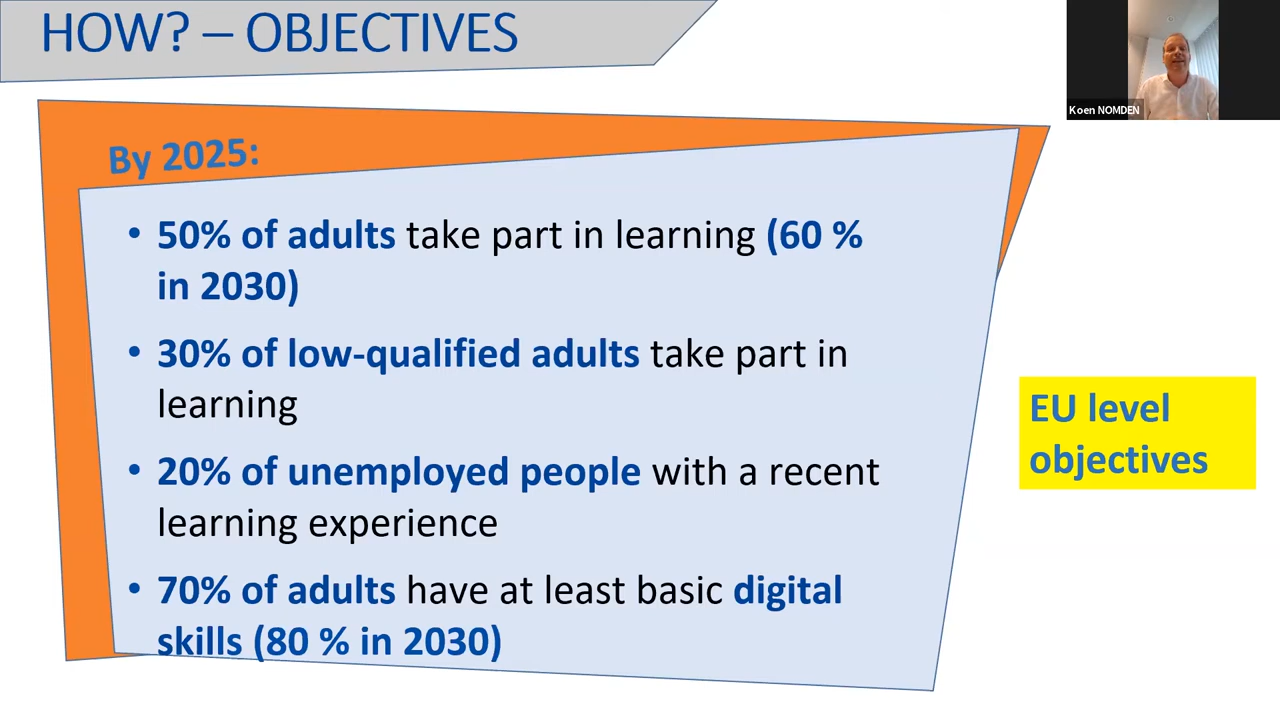 HOW? – OBJECTIVES
Koen NOMDEN
By 2025:
• 50% of adults take part in learning (60 %
in 2030)
• 30% of low-qualified adults take part in
learning
• 20% of unemployed people with a recent
learning experience
• 70% of adults have at least basic digital
skills (80 % in 2030)
EU level
objectives